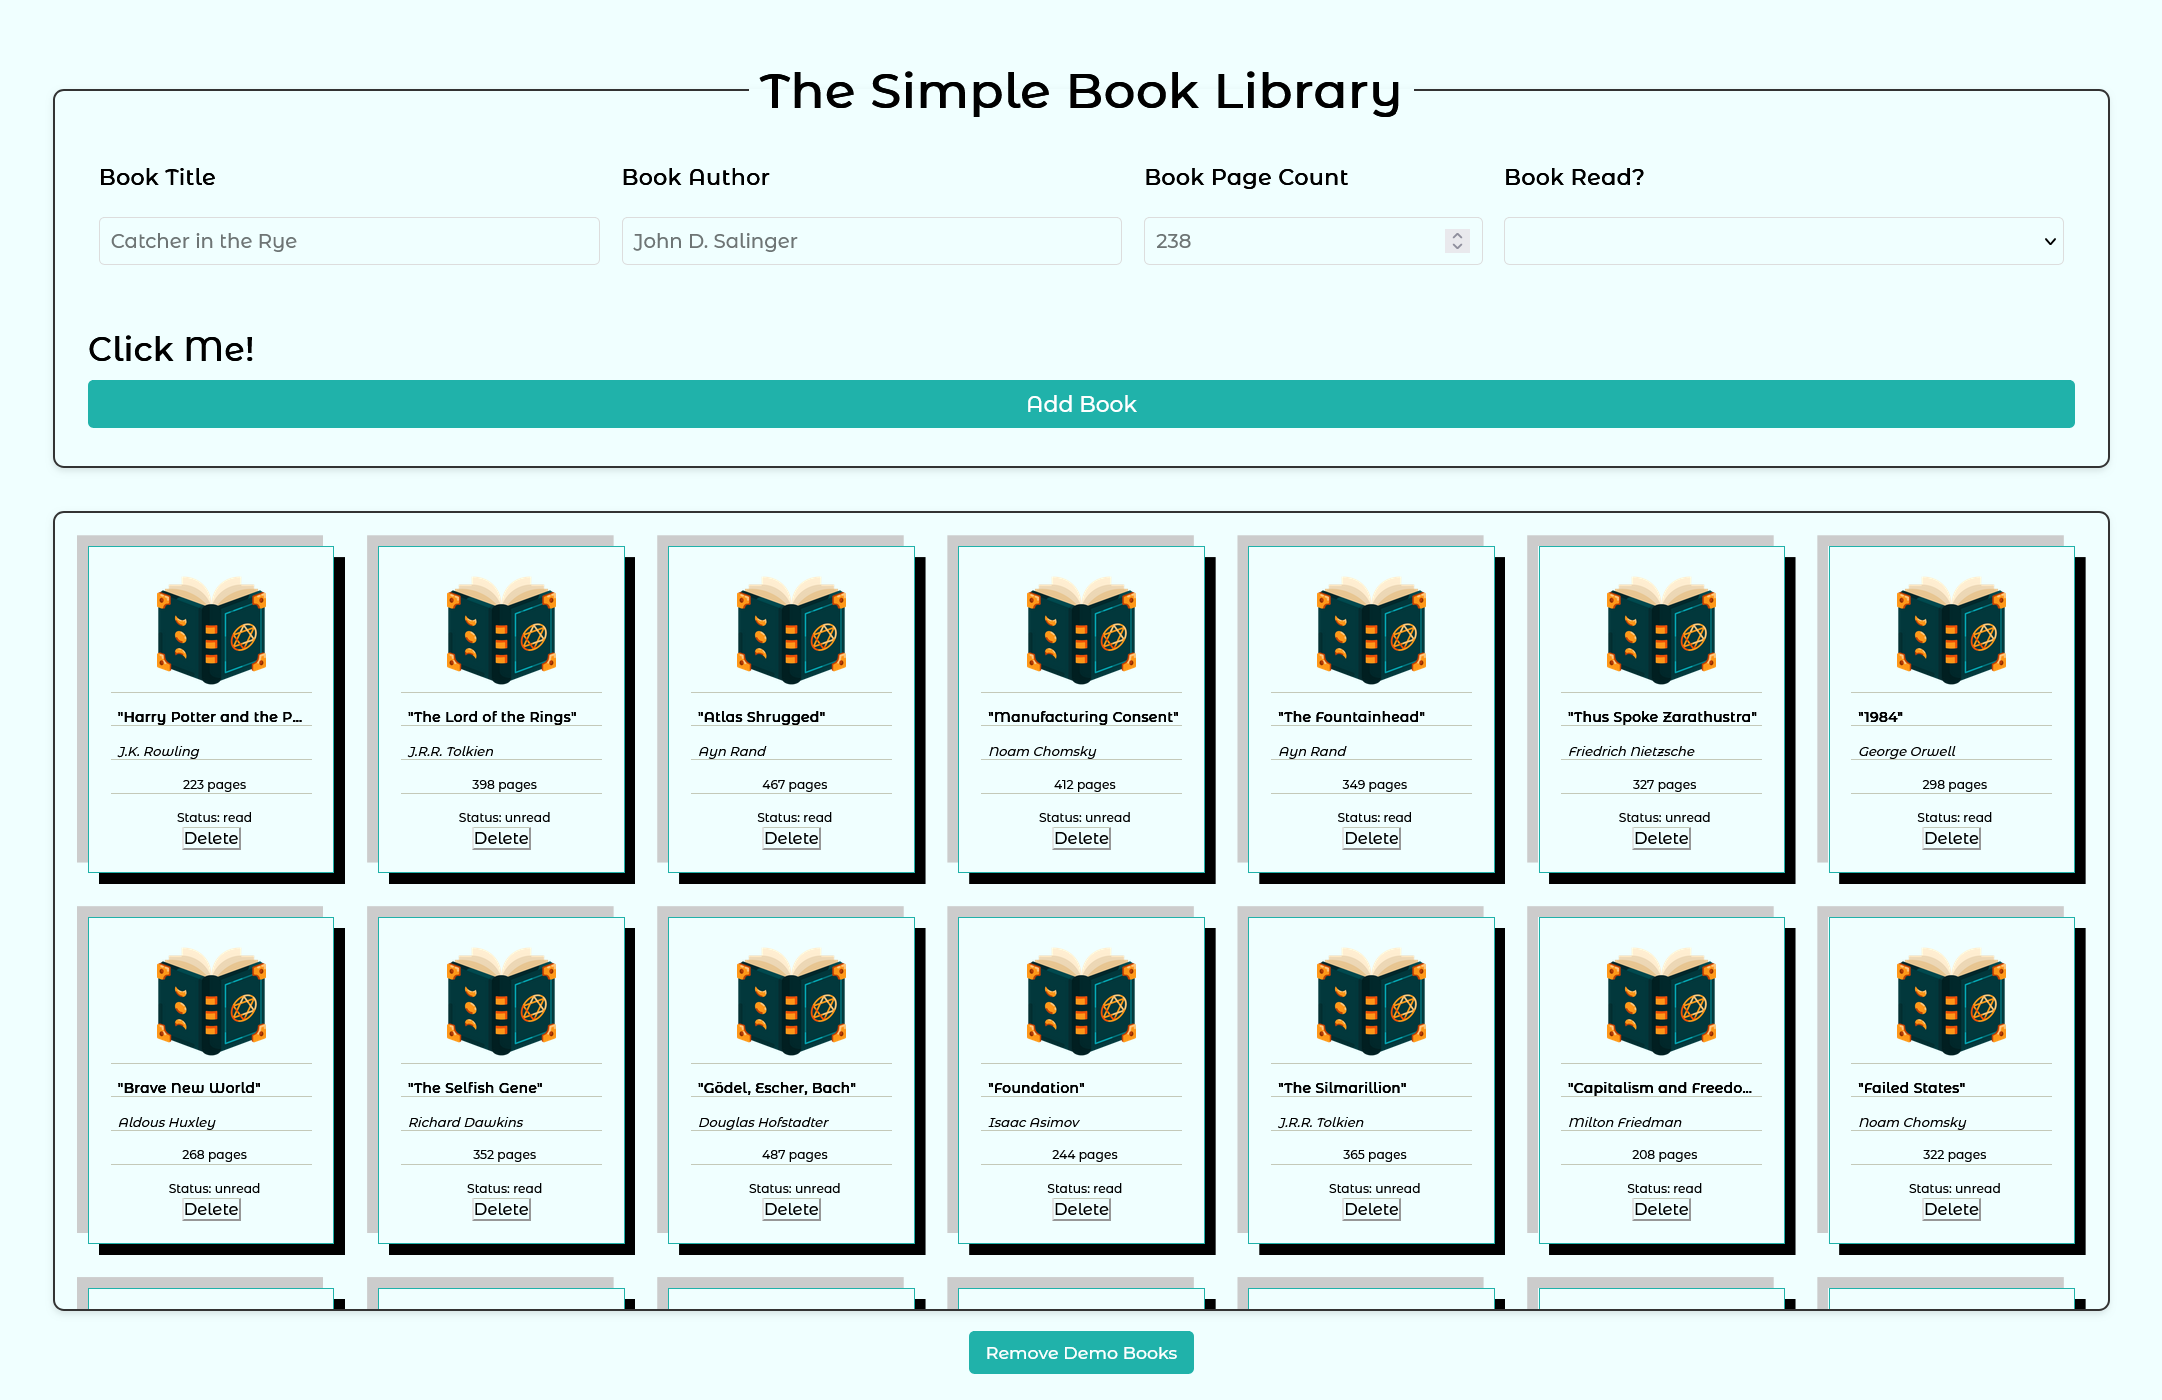 The Simple Book Library
Book Title
Book Author
Book Page Count
Book Read?
Catcher in the Rye
John D. Salinger
238
Click Me!
Add Book
"Harry Potter and the P...
J.K. Rowling
223 pages
Status: read
Delete
"The Lord of the Rings"
J.R.R. Tolkien
398 pages
Status: unread
Delete
"Atlas Shrugged"
Ayn Rand
467 pages
Status: read
Delete
"Manufacturing Consent"
Noam Chomsky
412 pages
Status: unread
Delete
"The Fountainhead"
Ayn Rand
349 pages
Status: read
Delete
"Thus Spoke Zarathustra"
Friedrich Nietzsche
327 pages
Status: unread
Delete
"1984"
George Orwell
298 pages
Status: read
Delete
"Brave New World"
Aldous Huxley
268 pages
Status: unread
Delete
"The Selfish Gene"
Richard Dawkins
352 pages
Status: read
Delete
"Gödel, Escher, Bach"
Douglas Hofstadter
487 pages
Status: unread
Delete
"Foundation"
Isaac Asimov
244 pages
Status: read
Delete
"The Silmarillion"
J.R.R. Tolkien
365 pages
Status: unread
Delete
"Capitalism and Freedo...
Milton Friedman
208 pages
Status: read
Delete
"Failed States"
Noam Chomsky
322 pages
Status: unread
Delete
Remove Demo Books